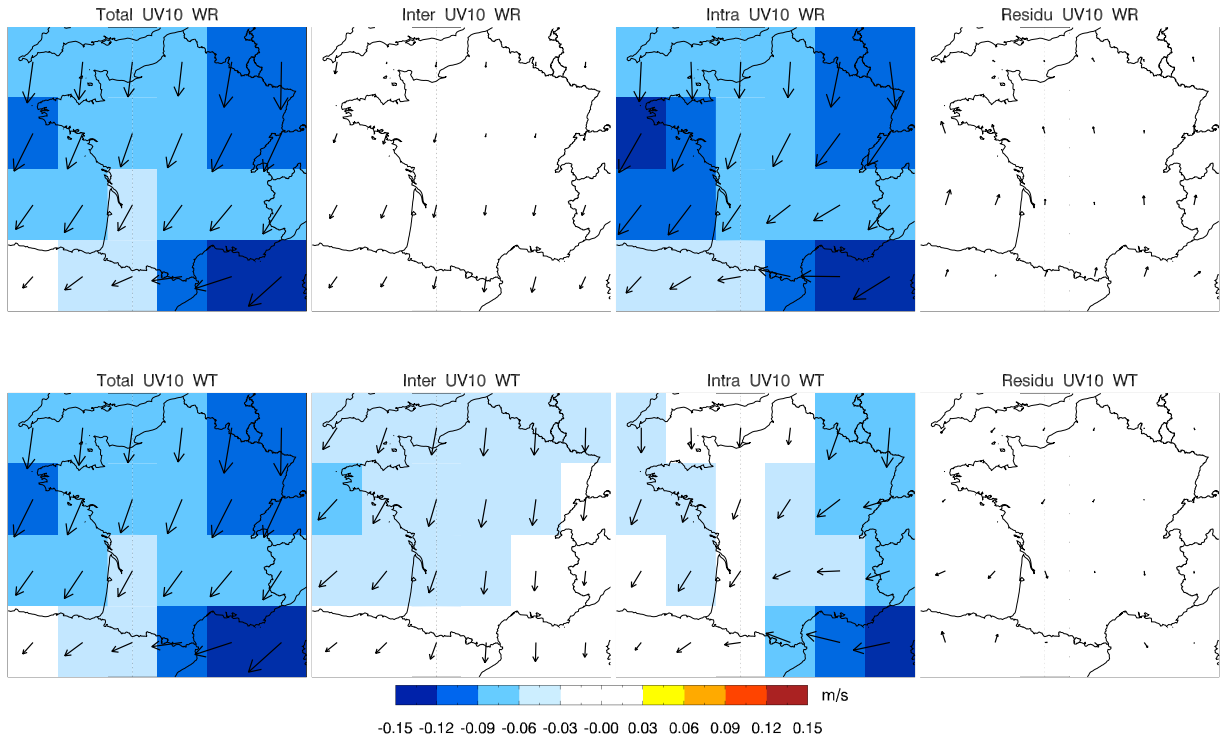 Total UV10 WR Inter UV10 WR Intra UV10 WR Residu UV10 WR
Total UV10 WT Inter UV10 WT Intra UV10 WT Residu UV10 WT
m/s
-0.15 -0.12 -0.09 -0.06 -0.03 -0.00 0.03 0.06 0.09 0.12 0.15